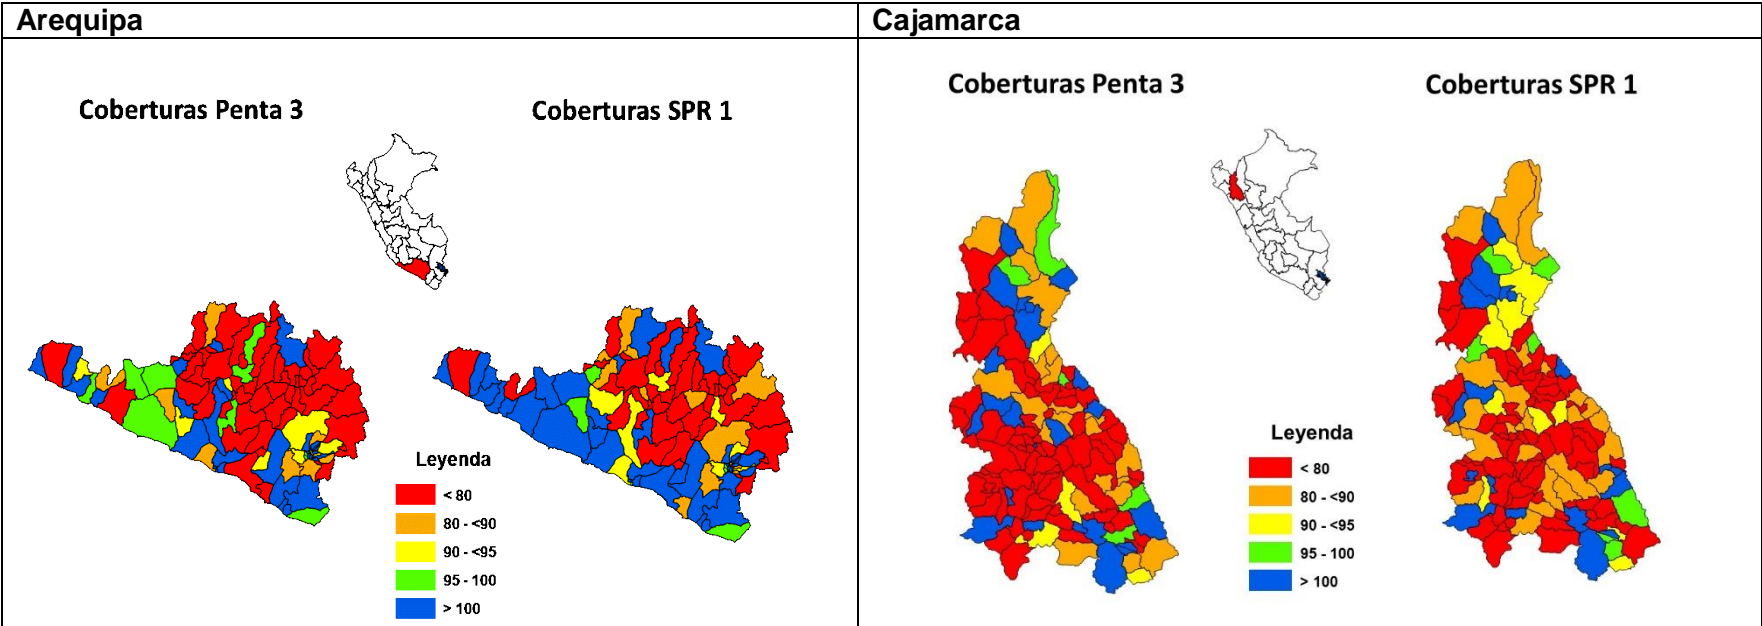 Arequipa
Cajamarca
Coberturas Penta 3
Coberturas SPR 1
Leyenda
< 80
80 - <90
90 - <95
95 - 100
> 100
Coberturas Penta 3
Coberturas SPR 1
Leyenda
< 80
80 - <90
90 - <95
95 - 100
> 100